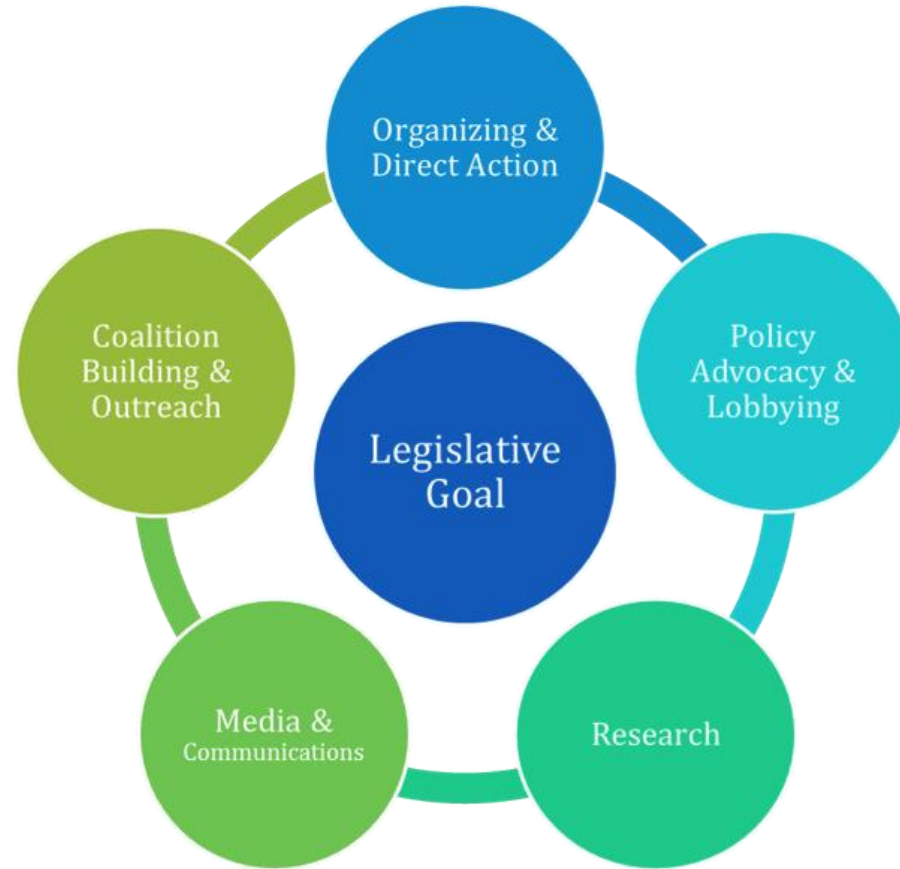 Organizing &
Direct Action
Policy
Advocacy &
Lobbying
Research
Media &
Communications
Coalition
Building &
Outreach
Legislative
Goal